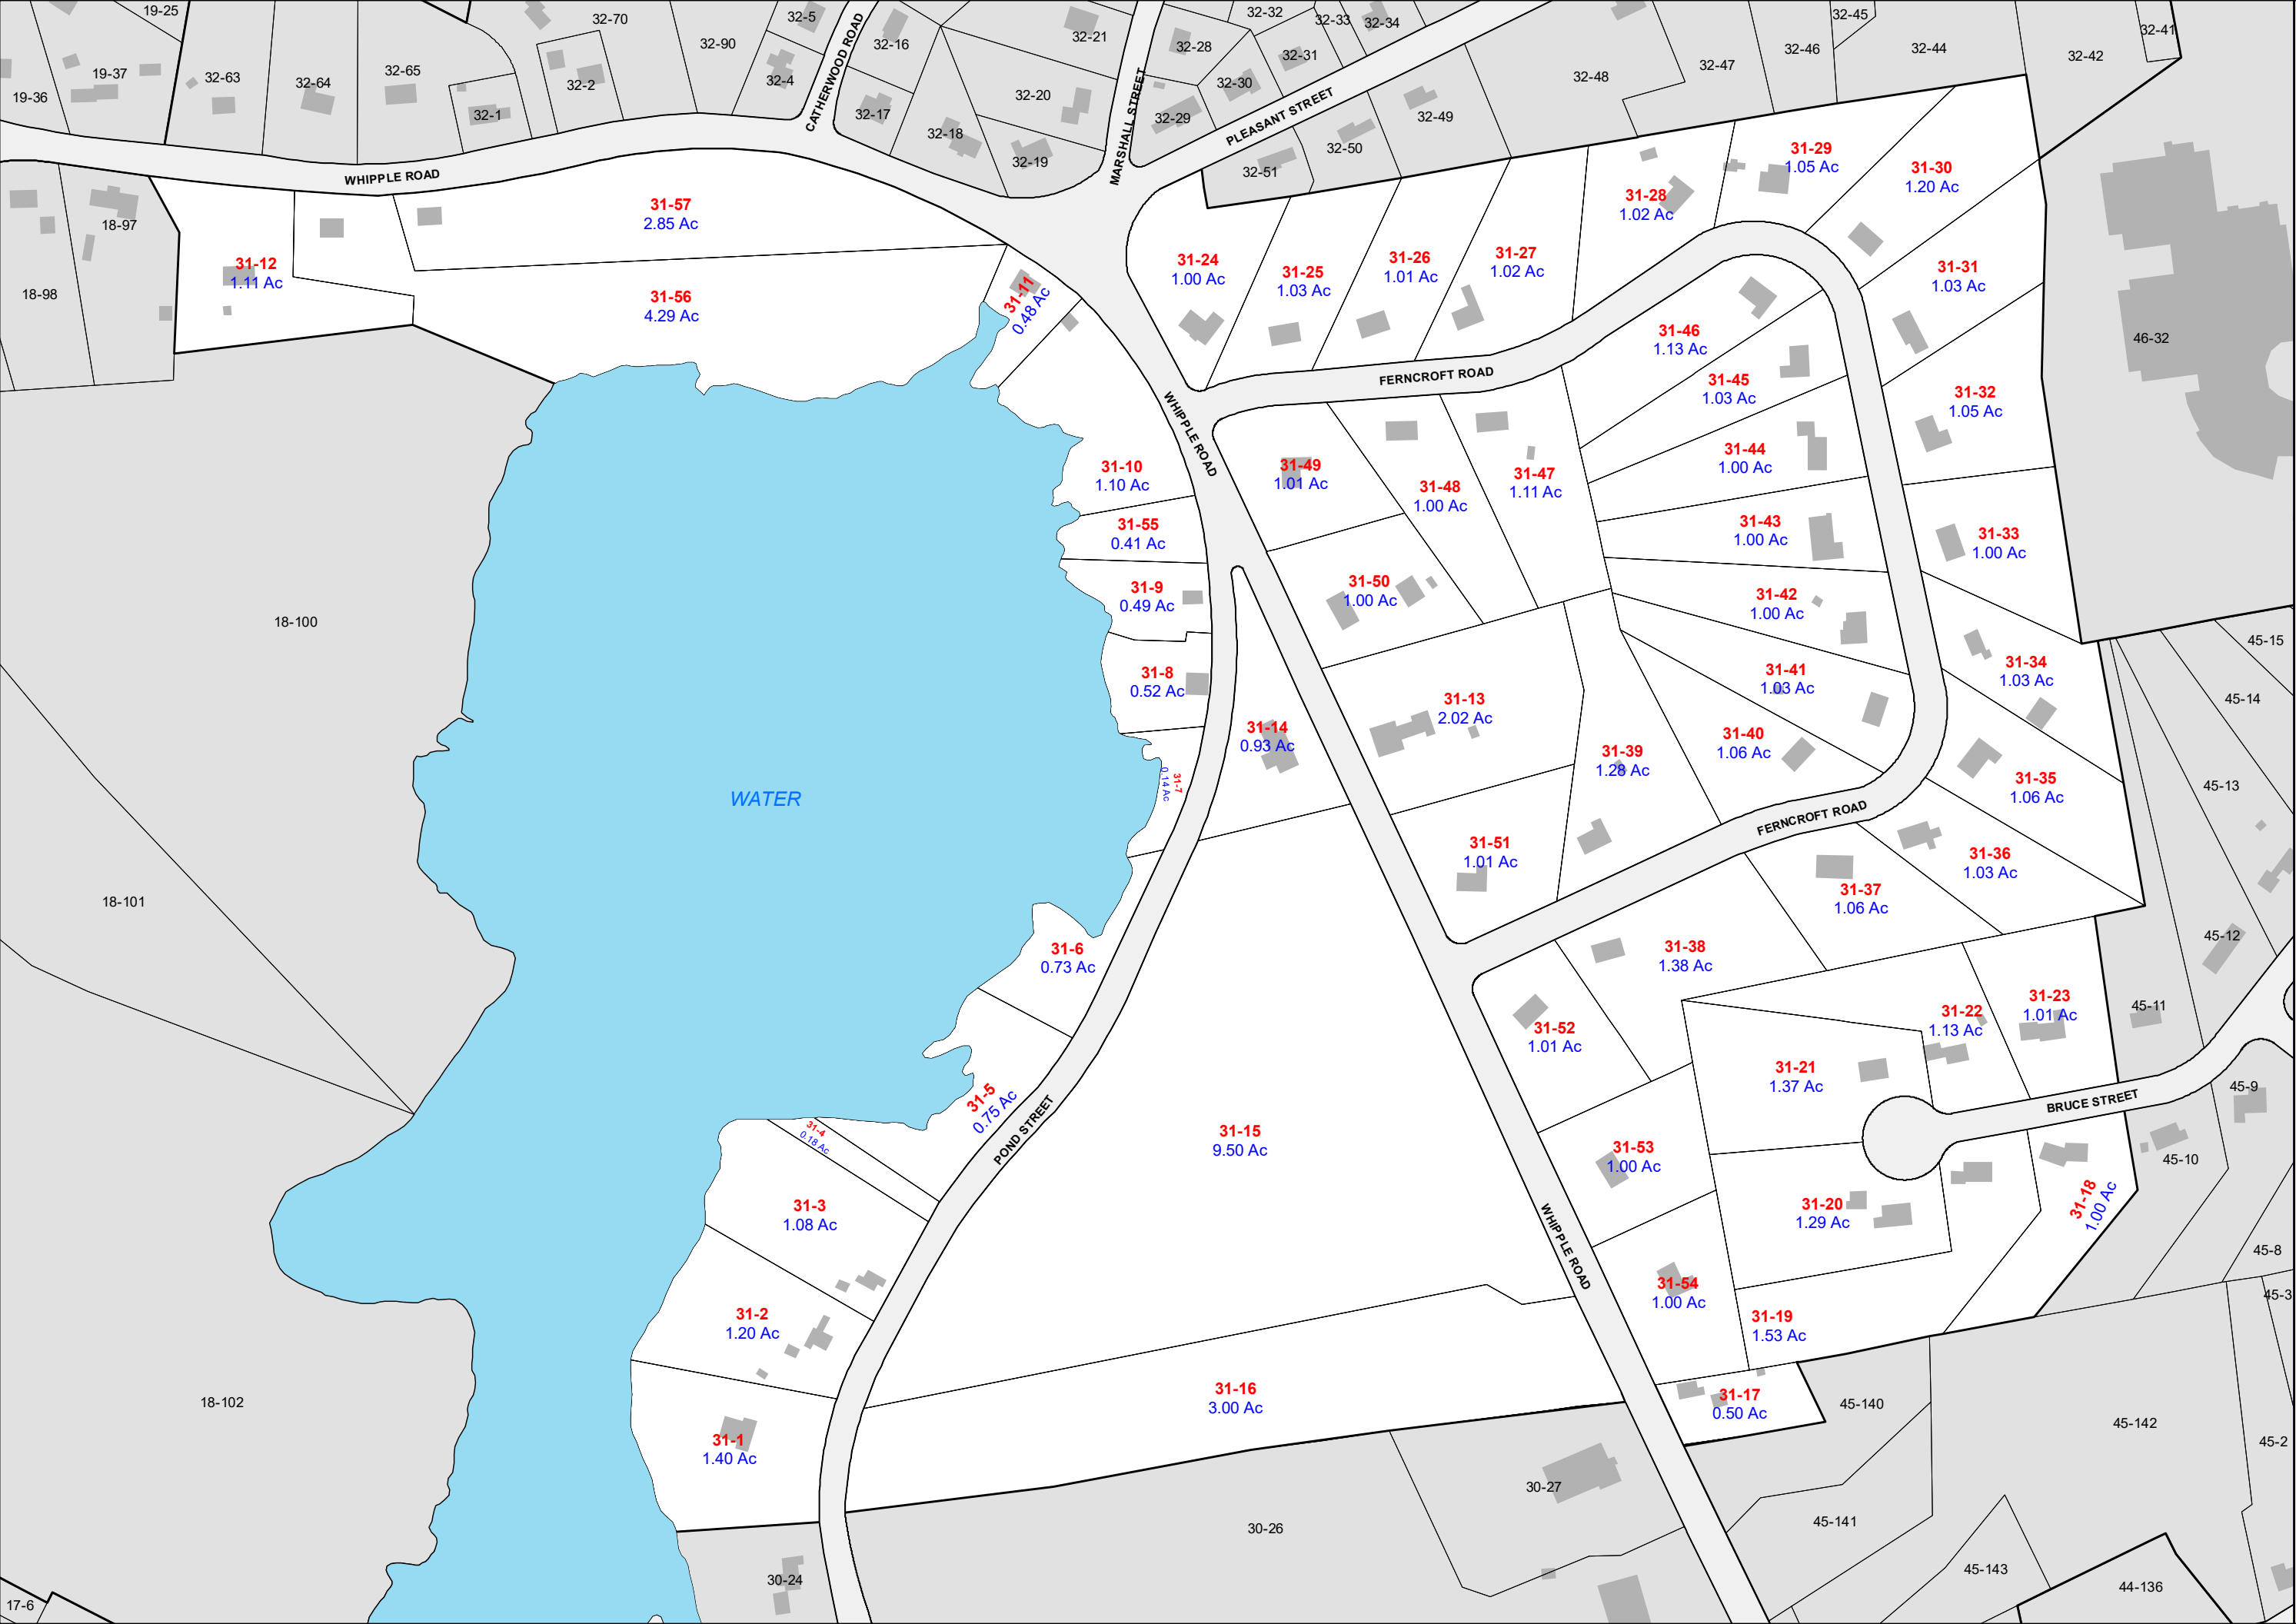 19-25
32-70
32-5
32-32
32-33
32-34
32-45
32-41
32-90
32-16
32-21
32-28
32-31
32-46
32-44
32-42
19-37
32-63
32-64
32-65
32-2
32-4
CATHERWOOD ROAD
32-30
32-48
32-47
19-36
32-1
32-17
32-20
32-18
32-19
MARSHALL STREET
32-29
PLEASANT STREET
32-49
32-50
32-51
WHIPPLE ROAD
18-97
18-98
31-12
1.11 Ac
31-57
2.85 Ac
31-56
4.29 Ac
31-11
0.48 Ac
31-24
1.00 Ac
31-25
1.03 Ac
31-26
1.01 Ac
31-27
1.02 Ac
31-28
1.02 Ac
31-29
1.05 Ac
31-30
1.20 Ac
31-31
1.03 Ac
46-32
31-46
1.13 Ac
31-45
1.03 Ac
31-32
1.05 Ac
FERNCROFT ROAD
WHIPPLE ROAD
31-10
1.10 Ac
31-49
1.01 Ac
31-48
1.00 Ac
31-47
1.11 Ac
31-44
1.00 Ac
31-55
0.41 Ac
31-43
1.00 Ac
31-33
1.00 Ac
31-9
0.49 Ac
31-50
1.00 Ac
31-42
1.00 Ac
18-100
31-8
0.52 Ac
31-41
1.03 Ac
31-34
1.03 Ac
45-15
45-14
31-14
0.93 Ac
31-13
2.02 Ac
31-39
1.28 Ac
31-40
1.06 Ac
31-35
1.06 Ac
45-13
31-7
0.14 Ac
WATER
FERNCROFT ROAD
31-51
1.01 Ac
31-36
1.03 Ac
31-37
1.06 Ac
18-101
31-6
0.73 Ac
31-38
1.38 Ac
45-12
31-52
1.01 Ac
31-22
1.13 Ac
31-23
1.01 Ac
45-11
31-21
1.37 Ac
BRUCE STREET
45-9
31-5
0.75 Ac
POND STREET
31-4
0.18 Ac
31-15
9.50 Ac
31-53
1.00 Ac
45-10
31-3
1.08 Ac
31-20
1.29 Ac
31-18
1.00 Ac
WHIPPLE ROAD
45-8
31-2
1.20 Ac
31-54
1.00 Ac
31-19
1.53 Ac
45-3
18-102
31-16
3.00 Ac
31-17
0.50 Ac
45-140
45-142
45-2
31-1
1.40 Ac
30-27
30-26
45-141
30-24
45-143
44-136
17-6